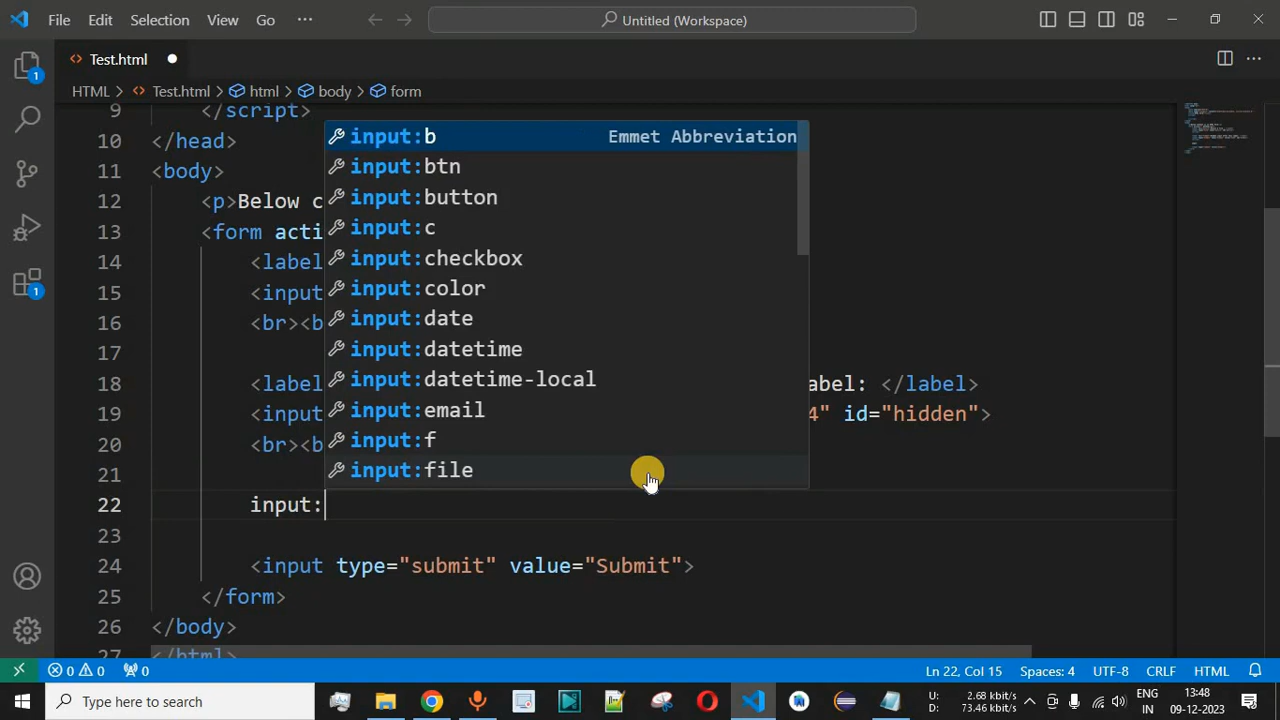 File Edit Selection View Go ··· Untitled (Workspace)
Test.html
HTML > Test.html > html > body > form
9 </script>
10 </head>
11 <body>
12 <p>Below c
13 <form acti
14 <label
15 <input
16 <br><b
17
18 <label abel: </label>
19 <input 4" id="hidden">
20 <br><b
21
22 input:
23
24 <input type="submit" value="Submit">
25 </form>
26 </body>
27 </html>
input:b Emmet Abbreviation
input:btn
input:button
input:c
input:checkbox
input:color
input:date
input:datetime
input:datetime-local
input:email
input:f
input:file
1
1
0 0 0 Ln 22, Col 15 Spaces: 4 UTF-8 CRLF HTML
Type here to search
U: 2.68 kbit/s
D: 73.46 kbit/s
ENG
IN
13:48
09-12-2023